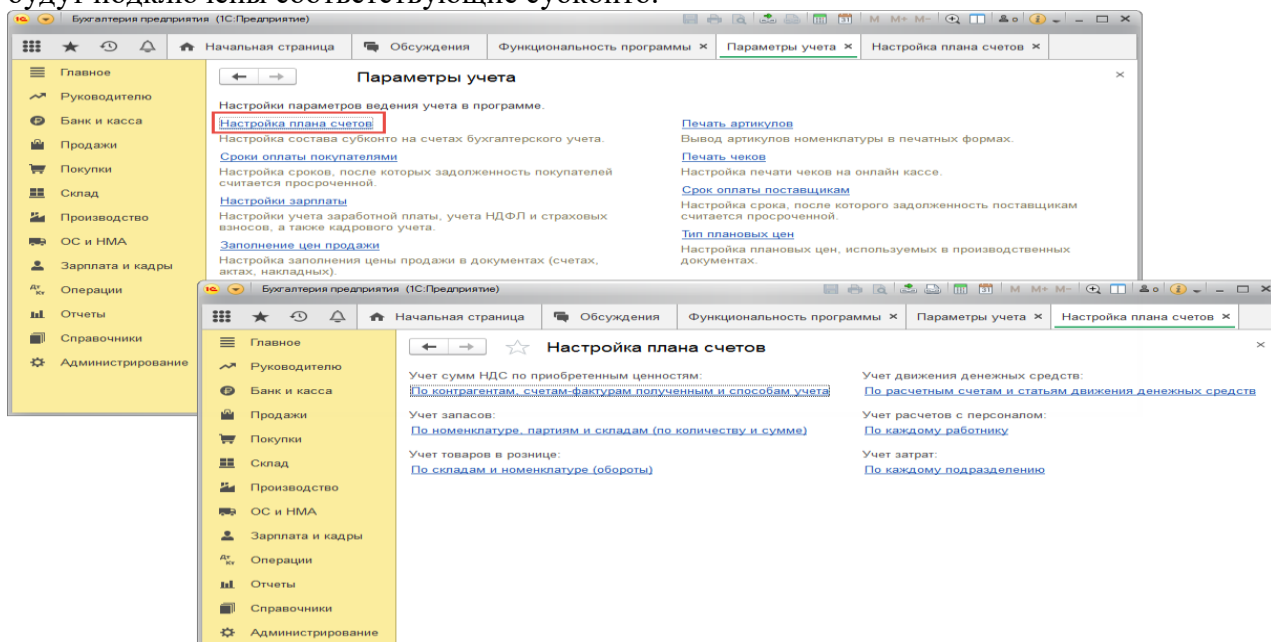 будут подключены соответствующие субконто.
Бухгалтерия предприятия (1С:Предприятие)
M M+ M-
Начальная страница Обсуждения Функциональность программы × Параметры учета × Настройка плана счетов ×
Главное
Руководителю
Банк и касса
Продажи
Покупки
Склад
Производство
ОС и НМА
Зарплата и кадры
Операции
Отчеты
Справочники
Администрирование
Параметры учета
Настройки параметров ведения учета в программе.
Настройка плана счетов
Настройка состава субконто на счетах бухгалтерского учета.
Сроки оплаты покупателями
Настройка сроков, после которых задолженность покупателей
считается просроченной.
Настройки зарплаты
Настройки учета заработной платы, учета НДФЛ и страховых
взносов, а также кадрового учета.
Заполнение цен продажи
Настройка заполнения цены продажи в документах (счетах,
актах, накладных).
Печать артикулов
Вывод артикулов номенклатуры в печатных формах.
Печать чеков
Настройка печати чеков на онлайн кассе.
Срок оплаты поставщикам
Настройка срока, после которого задолженность поставщикам
считается просроченной.
Тип плановых цен
Настройка плановых цен, используемых в производственных
документах.
Бухгалтерия предприятия (1С:Предприятие)
M M+ M-
Начальная страница Обсуждения Функциональность программы × Параметры учета × Настройка плана счетов ×
Главное
Руководителю
Банк и касса
Продажи
Покупки
Склад
Производство
ОС и НМА
Зарплата и кадры
Операции
Отчеты
Справочники
Администрирование
Настройка плана счетов
Учет сумм НДС по приобретенным ценностям:
По контрагентам, счетам-фактурам полученным и способам учета
Учет запасов:
По номенклатуре, партиям и складам (по количеству и сумме)
Учет товаров в рознице:
По складам и номенклатуре (обороты)
Учет движения денежных средств:
По расчетным счетам и статьям движения денежных средств
Учет расчетов с персоналом:
По каждому работнику
Учет затрат:
По каждому подразделению